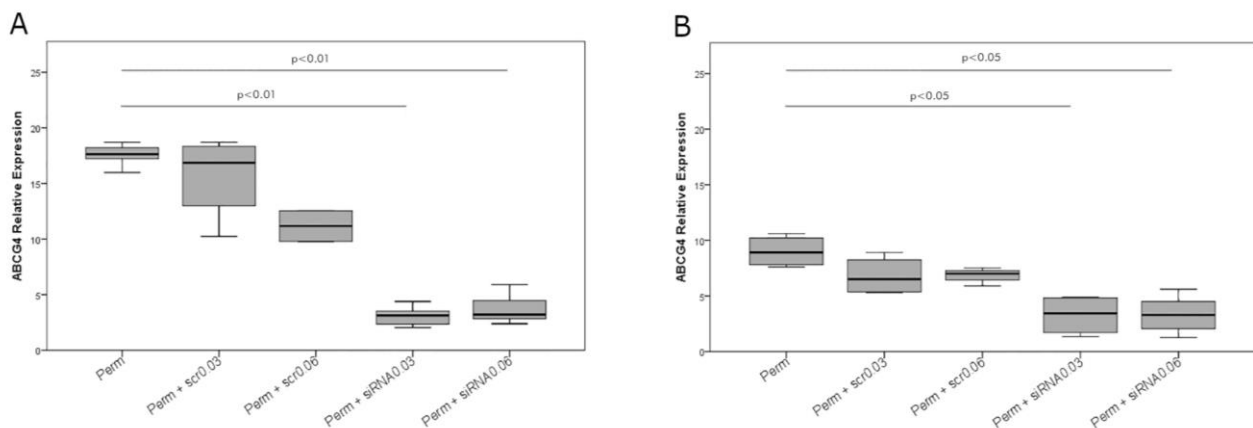 A
ABCG4 Relative Expression
25
20
15
10
5
0
p<0.01
p<0.01
Perm
Perm + scr0.03
Perm + scr0.06
Perm + siRNA0.03
Perm + siRNA0.06
B
ABCG4 Relative Expression
25
20
15
10
5
0
p<0.05
p<0.05
Perm
Perm + scr0.03
Perm + scr0.06
Perm + siRNA0.03
Perm + siRNA0.06